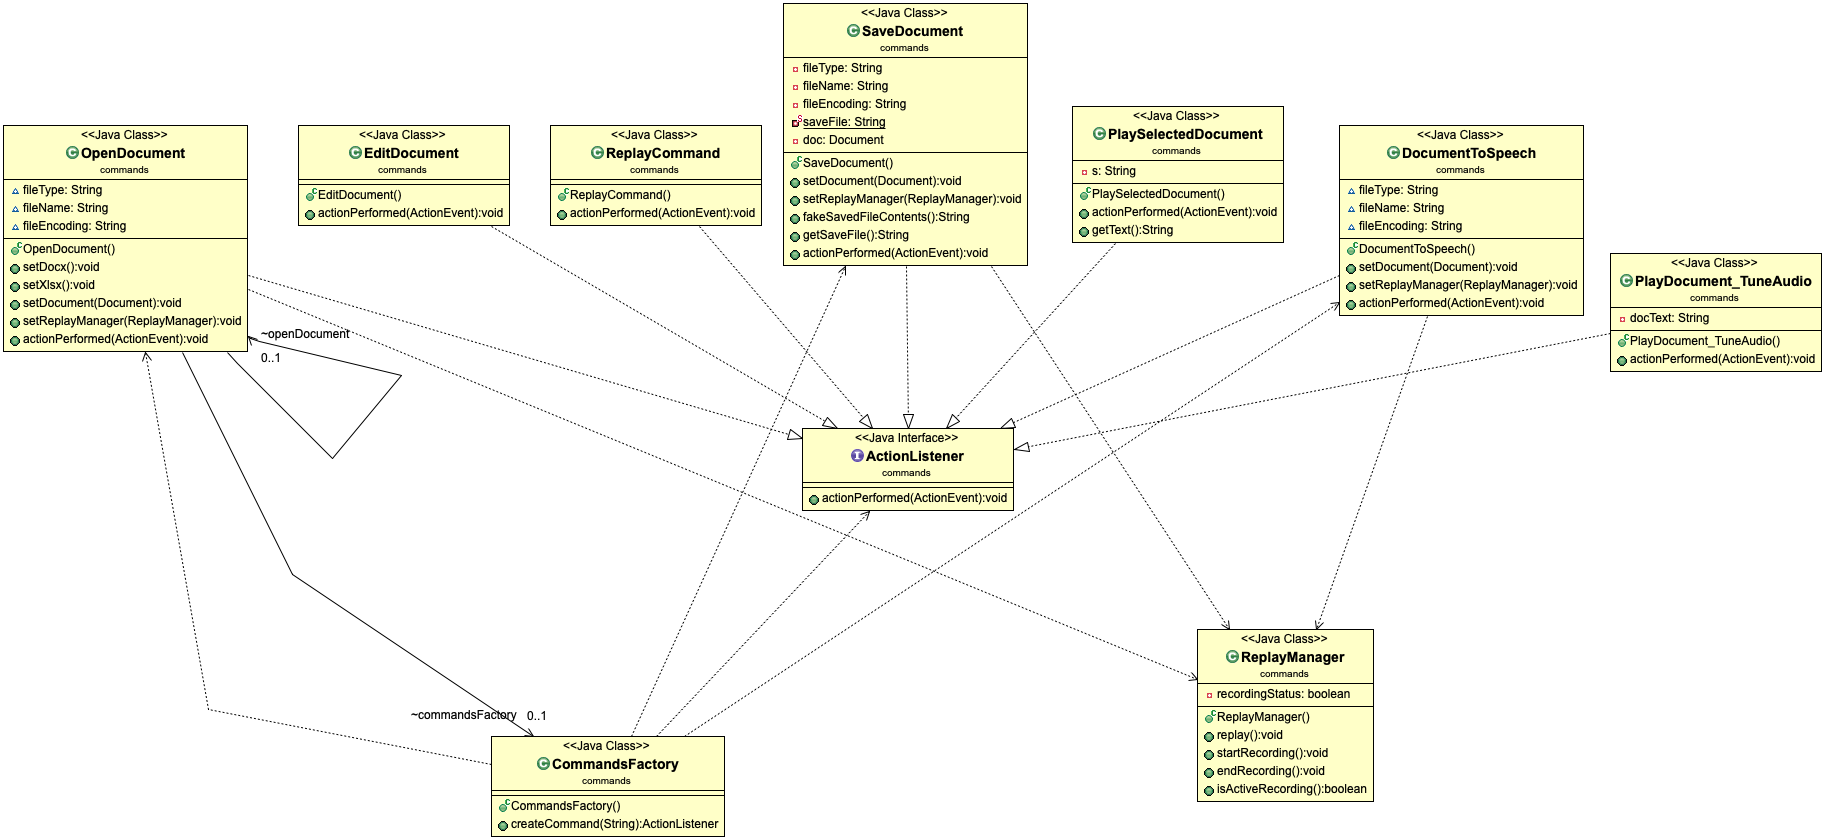 <<Java Class>>
SaveDocument
commands
fileType: String
fileName: String
fileEncoding: String
saveFile: String
doc: Document
SaveDocument()
setDocument(Document):void
setReplayManager(ReplayManager):void
fakeSavedFileContents():String
getSaveFile():String
actionPerformed(ActionEvent):void
<<Java Class>>
OpenDocument
commands
fileType: String
fileName: String
fileEncoding: String
OpenDocument()
setDocx():void
setXlsx():void
setDocument(Document):void
setReplayManager(ReplayManager):void
actionPerformed(ActionEvent):void
<<Java Class>>
EditDocument
commands
EditDocument()
actionPerformed(ActionEvent):void
<<Java Class>>
ReplayCommand
commands
ReplayCommand()
actionPerformed(ActionEvent):void
<<Java Class>>
PlaySelectedDocument
commands
s: String
PlaySelectedDocument()
actionPerformed(ActionEvent):void
getText():String
<<Java Class>>
DocumentToSpeech
commands
fileType: String
fileName: String
fileEncoding: String
DocumentToSpeech()
setDocument(Document):void
setReplayManager(ReplayManager):void
actionPerformed(ActionEvent):void
<<Java Class>>
PlayDocument_TuneAudio
commands
docText: String
PlayDocument_TuneAudio()
actionPerformed(ActionEvent):void
~openDocument
0..1
<<Java Interface>>
ActionListener
commands
actionPerformed(ActionEvent):void
<<Java Class>>
ReplayManager
commands
recordingStatus: boolean
ReplayManager()
replay():void
startRecording():void
endRecording():void
isActiveRecording():boolean
~commandsFactory 0..1
<<Java Class>>
CommandsFactory
commands
CommandsFactory()
createCommand(String):ActionListener